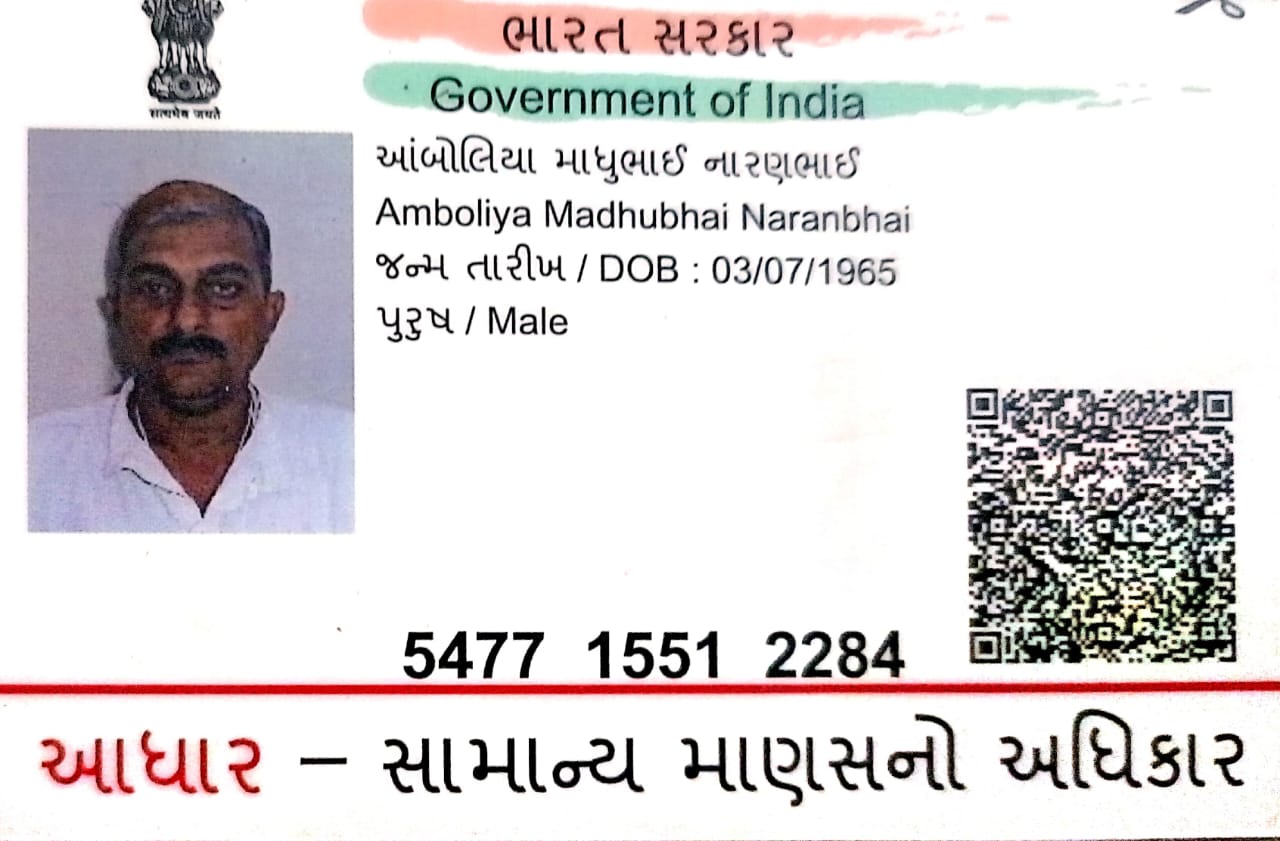 ભારત સરકાર
Government of India
सत्यमेव जयते
આંબોલિયા માધુભાઈ નારણભાઈ
Amboliya Madhubhai Naranbhai
જન્મ તારીખ / DOB : 03/07/1965
પુરુષ / Male
5477 1551 2284
આધાર – સામાન્ય માણસનો અધિકાર